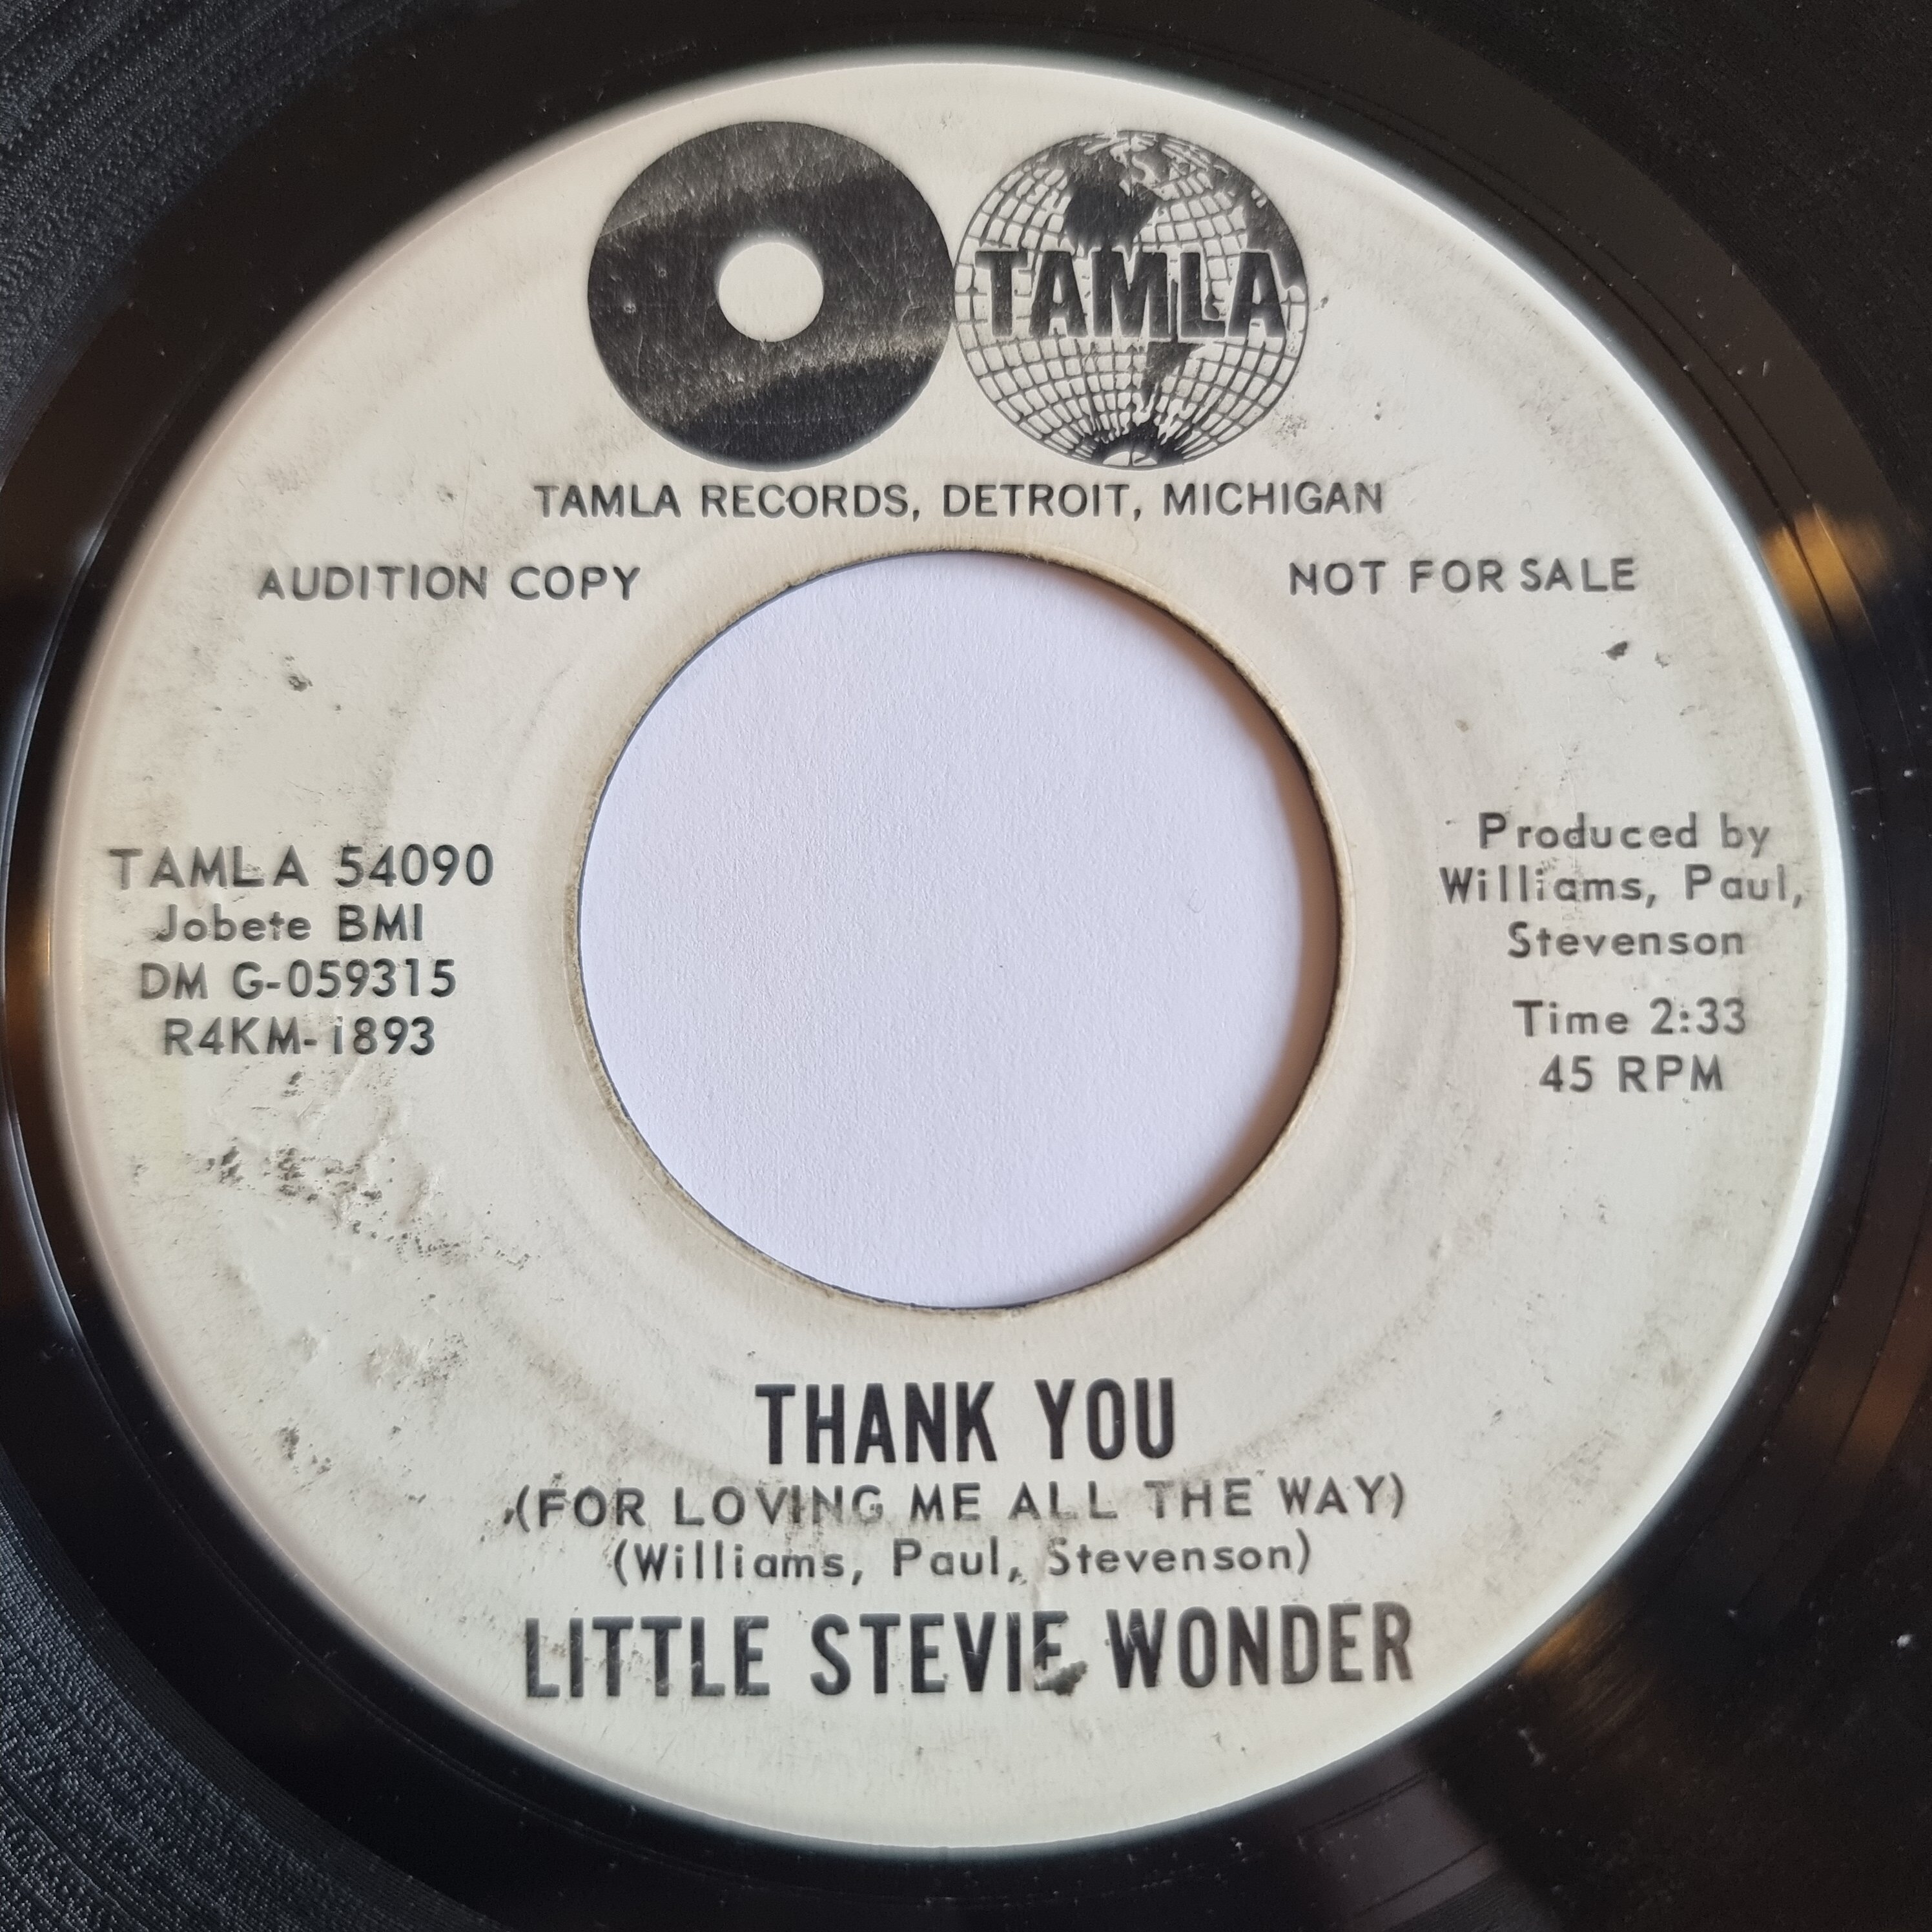 TAMLA
TAMLA RECORDS, DETROIT, MICHIGAN
AUDITION COPY
NOT FOR SALE
TAMLA 54090
Jobete BMI
DM G-059315
R4KM-1893
Produced by
Williams, Paul,
Stevenson
Time 2:33
45 RPM
THANK YOU
(FOR LOVING ME ALL THE WAY)
(Williams, Paul, Stevenson)
LITTLE STEVIE WONDER